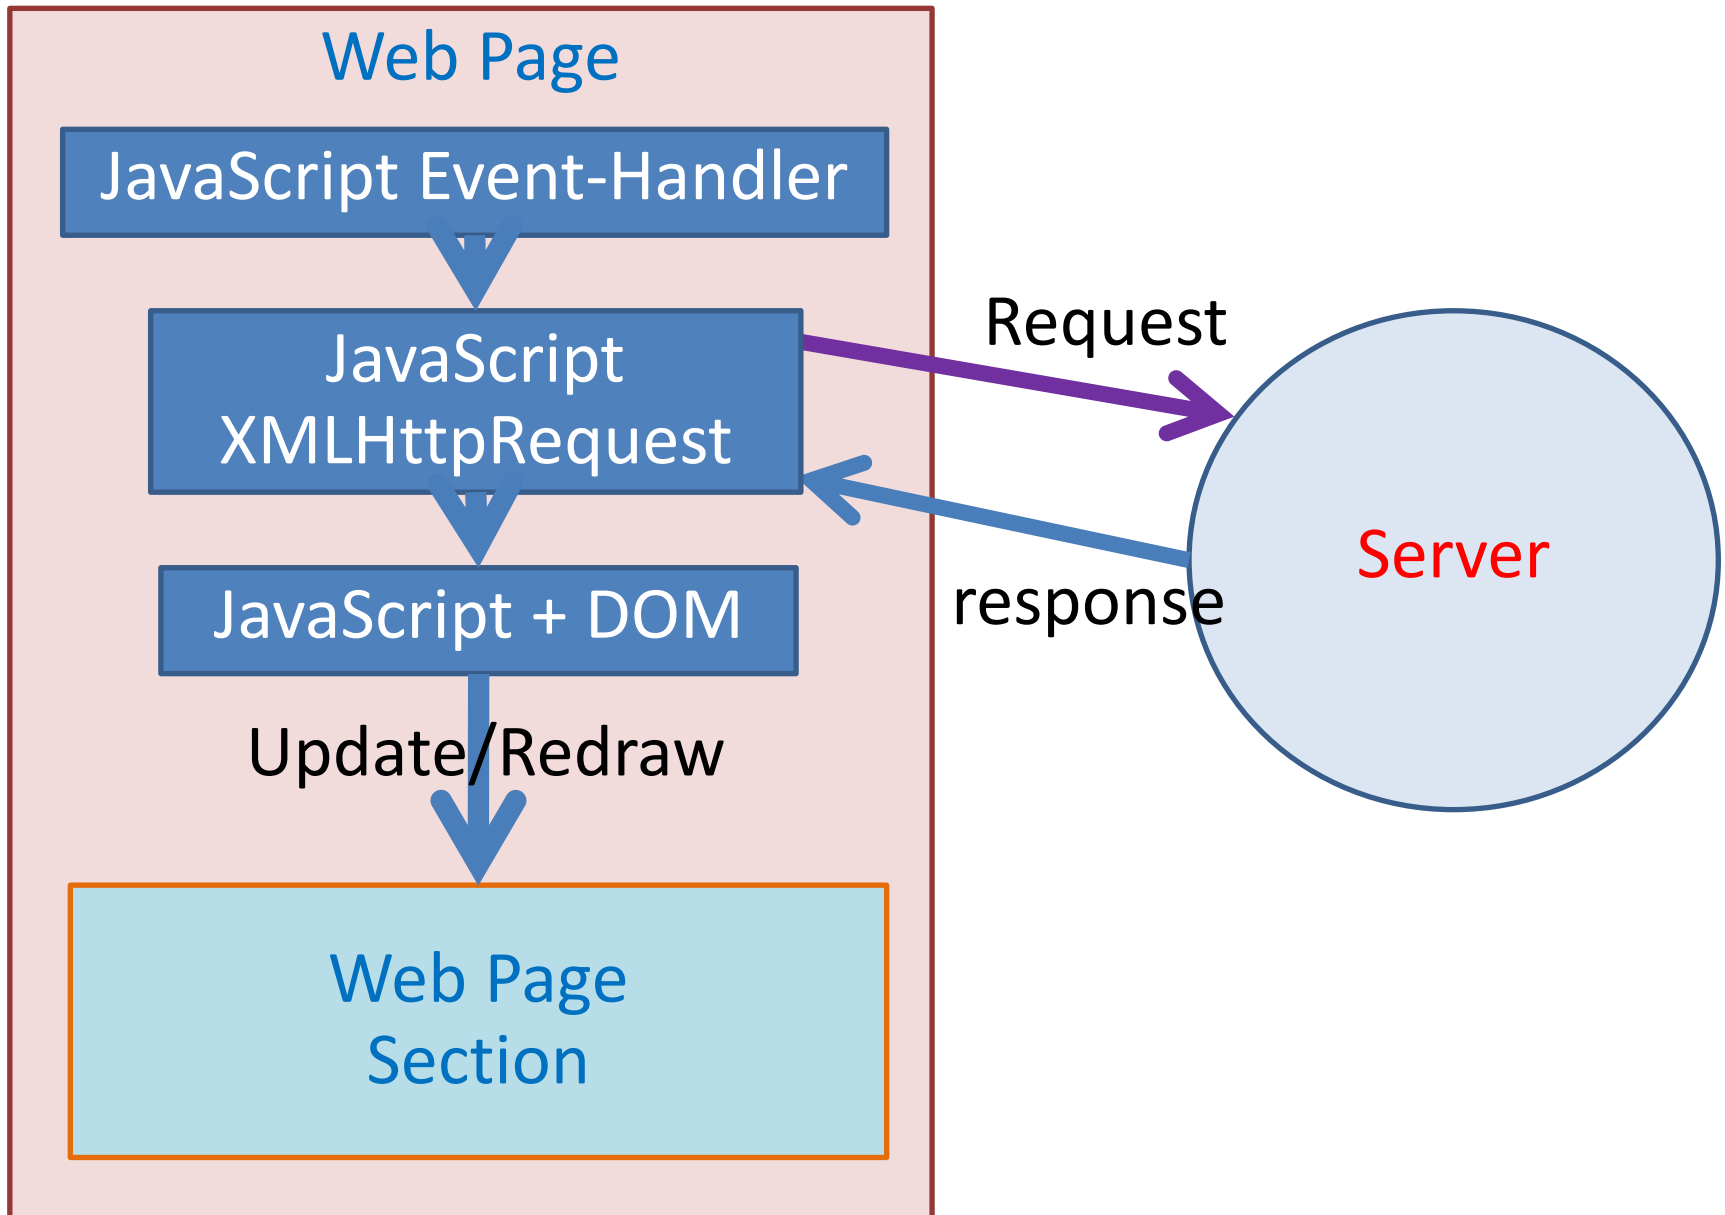 Web Page
JavaScript Event-Handler
JavaScript
XMLHttpRequest
Request
Server
response
JavaScript + DOM
Update/Redraw
Web Page
Section